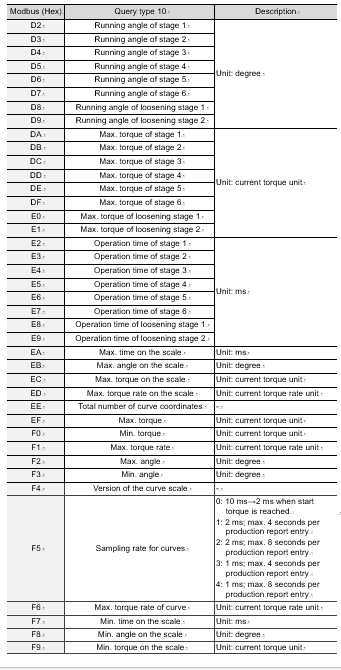 Modbus (Hex) Query type 10 Description
D2 Running angle of stage 1
D3 Running angle of stage 2
D4 Running angle of stage 3
D5 Running angle of stage 4
D6 Running angle of stage 5
D7 Running angle of stage 6
D8 Running angle of loosening stage 1
D9 Running angle of loosening stage 2
Unit: degree
DA Max. torque of stage 1
DB Max. torque of stage 2
DC Max. torque of stage 3
DD Max. torque of stage 4
DE Max. torque of stage 5
DF Max. torque of stage 6
E0 Max. torque of loosening stage 1
E1 Max. torque of loosening stage 2
Unit: current torque unit
E2 Operation time of stage 1
E3 Operation time of stage 2
E4 Operation time of stage 3
E5 Operation time of stage 4
E6 Operation time of stage 5
E7 Operation time of stage 6
E8 Operation time of loosening stage 1
E9 Operation time of loosening stage 2
Unit: ms
EA Max. time on the scale Unit: ms
EB Max. angle on the scale Unit: degree
EC Max. torque on the scale Unit: current torque unit
ED Max. torque rate on the scale Unit: current torque rate unit
EE Total number of curve coordinates -
EF Max. torque Unit: current torque unit
F0 Min. torque Unit: current torque unit
F1 Max. torque rate Unit: current torque rate unit
F2 Max. angle Unit: degree
F3 Min. angle Unit: degree
F4 Version of the curve scale -
F5 Sampling rate for curves
0: 10 ms→2 ms when start
torque is reached
1: 2 ms; max. 4 seconds per
production report entry
2: 2 ms; max. 8 seconds per
production report entry
3: 1 ms; max. 4 seconds per
production report entry
4: 1 ms; max. 8 seconds per
production report entry
F6 Max. torque rate of curve Unit: current torque rate unit
F7 Min. time on the scale Unit: ms
F8 Min. angle on the scale Unit: degree
F9 Min. torque on the scale Unit: current torque unit